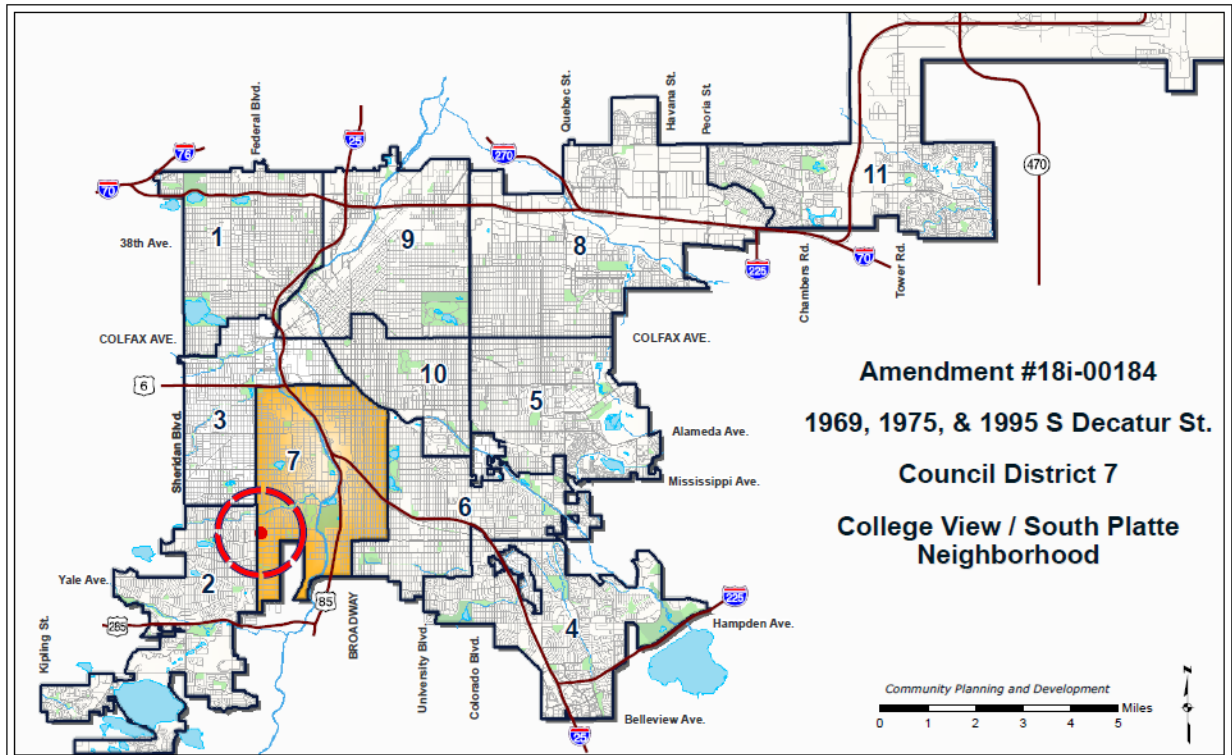 Federal Blvd.
Quebec St.
Havana St.
Peoria St.
25
76
270
70
470
11
1
9
38th Ave.
8
225
Chambers Rd.
70
Tower Rd.
COLFAX AVE.
COLFAX AVE.
10
6
5
3
Sheridan Blvd.
Alameda Ave.
7
Mississippi Ave.
6
Yale Ave.
2
85
BROADWAY
225
285
Hampden Ave.
4
Kipling St.
University Blvd
Colorado Blvd.
25
Belleview Ave.
Amendment #18i-00184
1969, 1975, & 1995 S Decatur St.
Council District 7
College View / South Platte
Neighborhood
Community Planning and Development
Miles
0 1 2 3 4 5
N